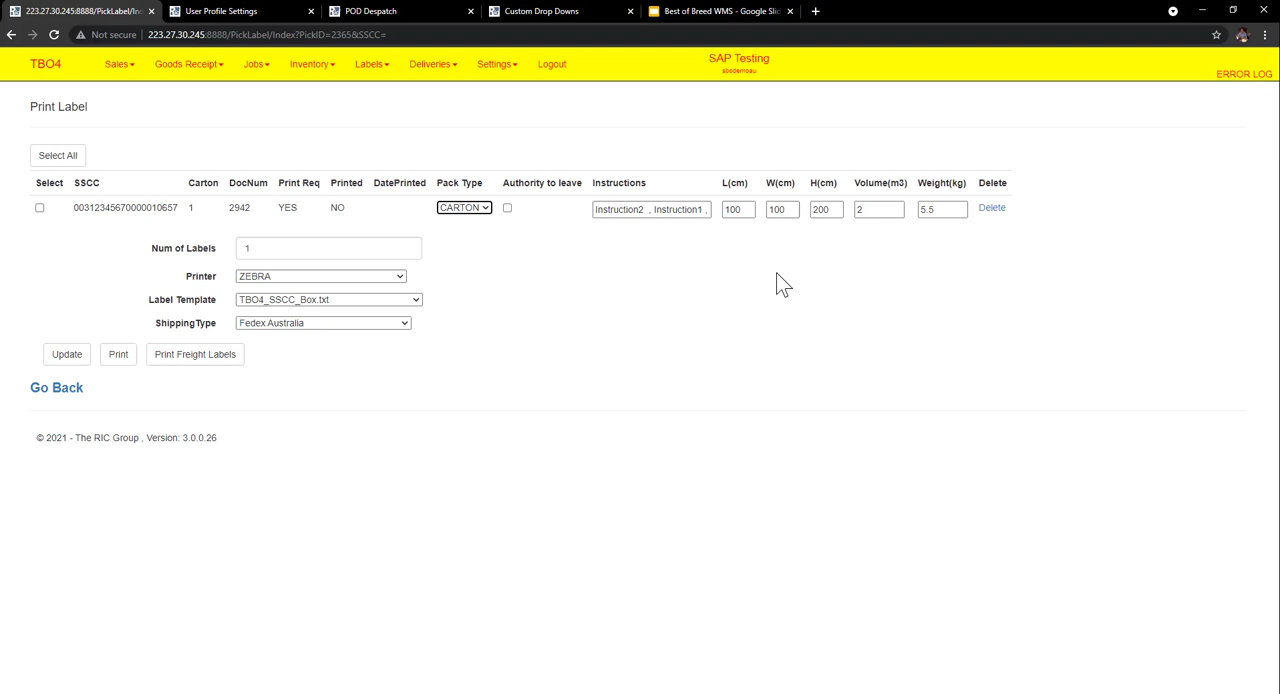 223.27.30.245:8888/PickLabel/Ind
User Profile Settings
POD Despatch
Custom Drop Downs
Best of Breed WMS - Google Slid
Not secure
223.27.30.245:8888/PickLabel/Index?PickID=2365&SSCC=
TBO4
Sales
Goods Receipt
Jobs
Inventory
Labels
Deliveries
Settings
Logout
SAP Testing
sbodemoau
ERROR LOG
Print Label
Select All
Select SSCC Carton DocNum Print Req Printed DatePrinted Pack Type Authority to leave Instructions L(cm) W(cm) H(cm) Volume(m3) Weight(kg) Delete
00312345670000010657 1 2942 YES NO CARTON Instruction2 , Instruction1 , 100 100 200 2 5.5 Delete
Num of Labels 1
Printer ZEBRA
Label Template TBO4_SSCC_Box.txt
ShippingType Fedex Australia
Update Print Print Freight Labels
Go Back
© 2021 - The RIC Group , Version: 3.0.0.26